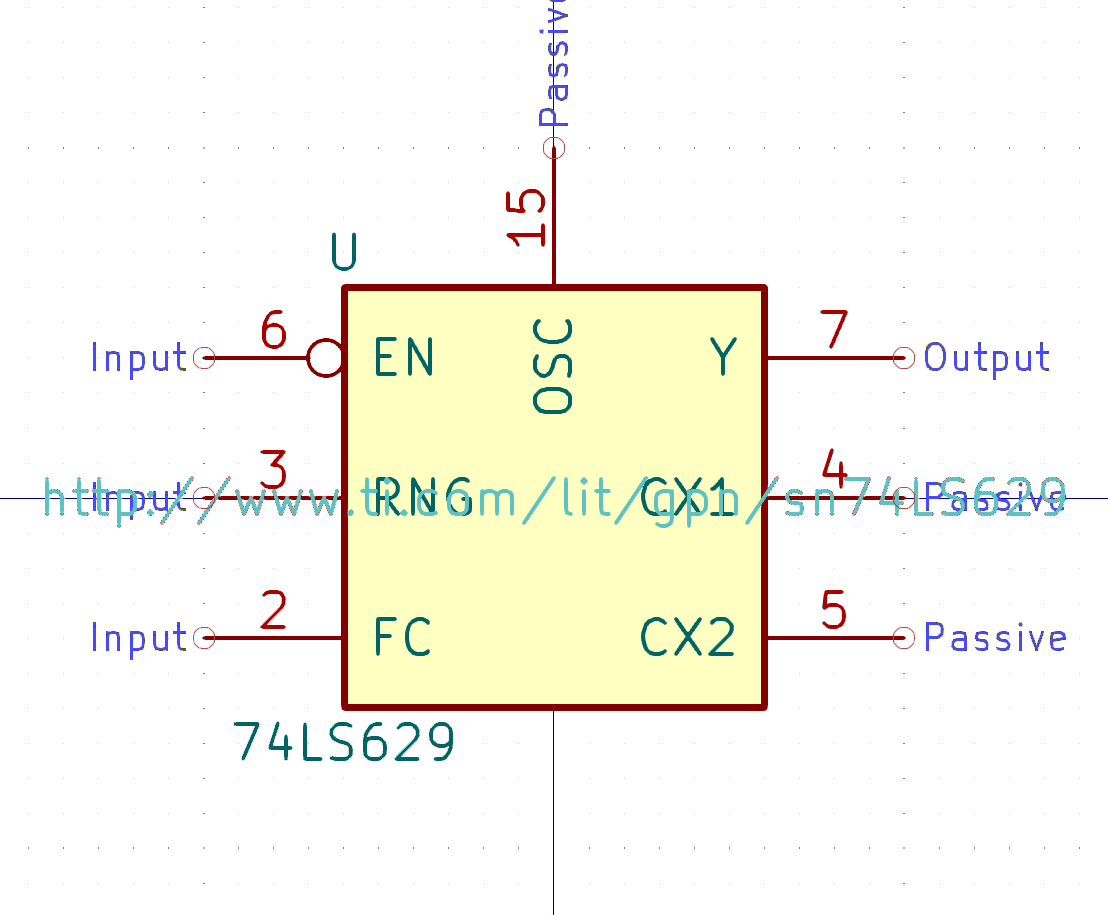 Passive
15
U
6
7
Input
EN
OSC
Y
Output
3
4
Input
RNG
CX1
Passive
http://www.ti.com/lit/gpn/sn74LS629
2
5
Input
FC
CX2
Passive
74LS629